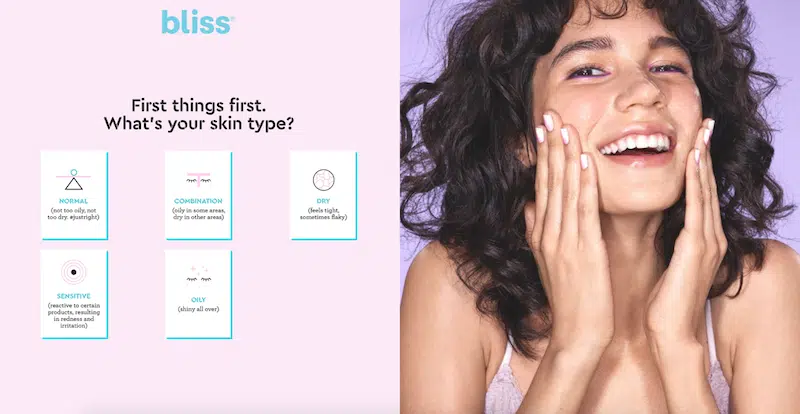 bliss®
First things first.
What's your skin type?
NORMAL
(not too oily, not
too dry. #justright)
COMBINATION
(oily in some areas,
dry in other areas)
DRY
(feels tight,
sometimes flaky)
SENSITIVE
(reactive to certain
products, resulting
in redness and
irritation)
OILY
(shiny all over)